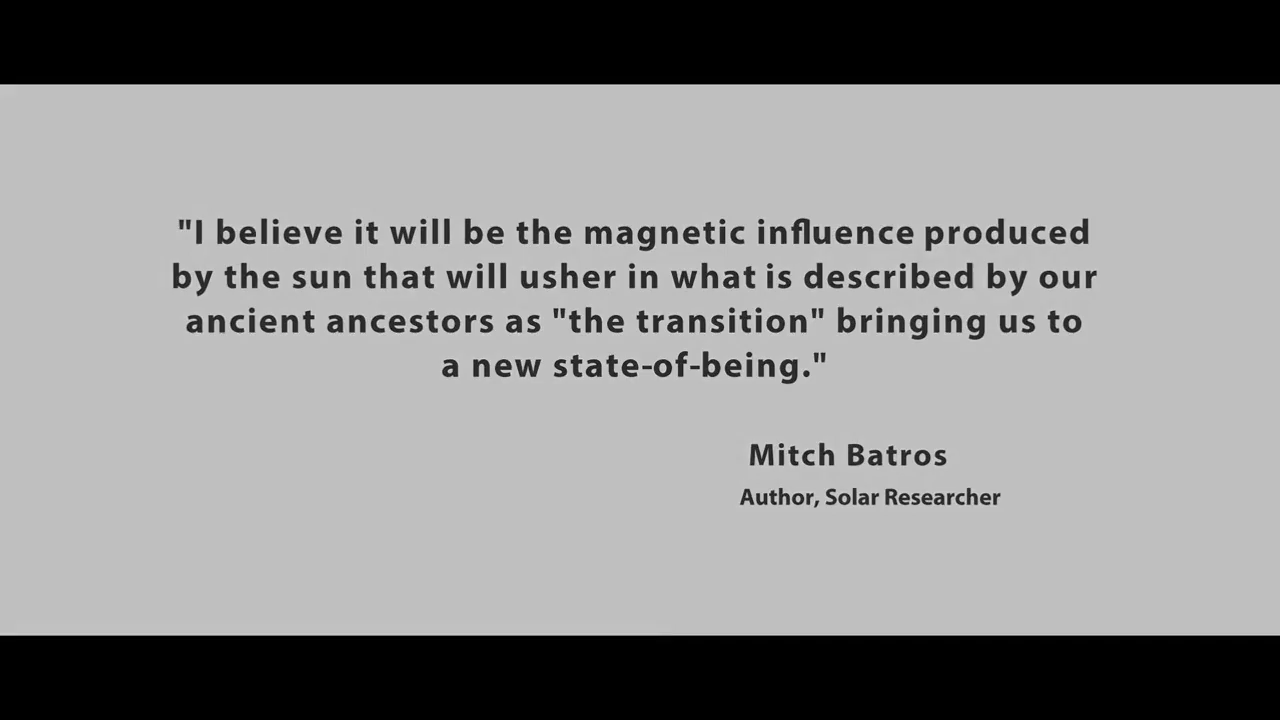 "I believe it will be the magnetic influence produced
by the sun that will usher in what is described by our
ancient ancestors as "the transition" bringing us to
a new state-of-being."
Mitch Batros
Author, Solar Researcher